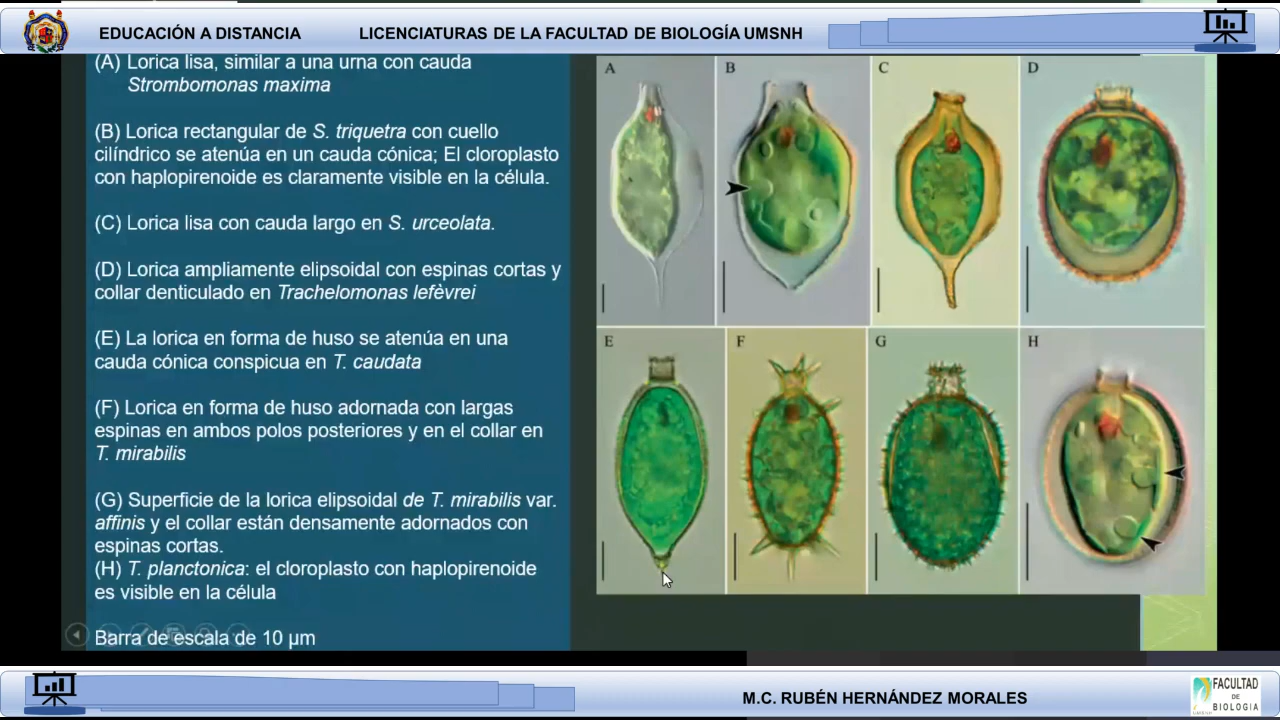 EDUCACIÓN A DISTANCIA
LICENCIATURAS DE LA FACULTAD DE BIOLOGÍA UMSNH
(A) Lorica lisa, similar a una urna con cauda
Strombomonas maxima
(B) Lorica rectangular de S. triquetra con cuello
cilíndrico se atenúa en un cauda cónica; El cloroplasto
con haplopirenoide es claramente visible en la célula.
(C) Lorica lisa con cauda largo en S. urceolata.
(D) Lorica ampliamente elipsoidal con espinas cortas y
collar denticulado en Trachelomonas lefèvrei
(E) La lorica en forma de huso se atenúa en una
cauda cónica conspicua en T. caudata
(F) Lorica en forma de huso adornada con largas
espinas en ambos polos posteriores y en el collar en
T. mirabilis
(G) Superficie de la lorica elipsoidal de T. mirabilis var.
affinis y el collar están densamente adornados con
espinas cortas.
(H) T. planctonica: el cloroplasto con haplopirenoide
es visible en la célula
Barra de escala de 10 μm
A
B
C
D
E
F
G
H
M.C. RUBÉN HERNÁNDEZ MORALES
FACULTAD
DE
BIOLOGIA